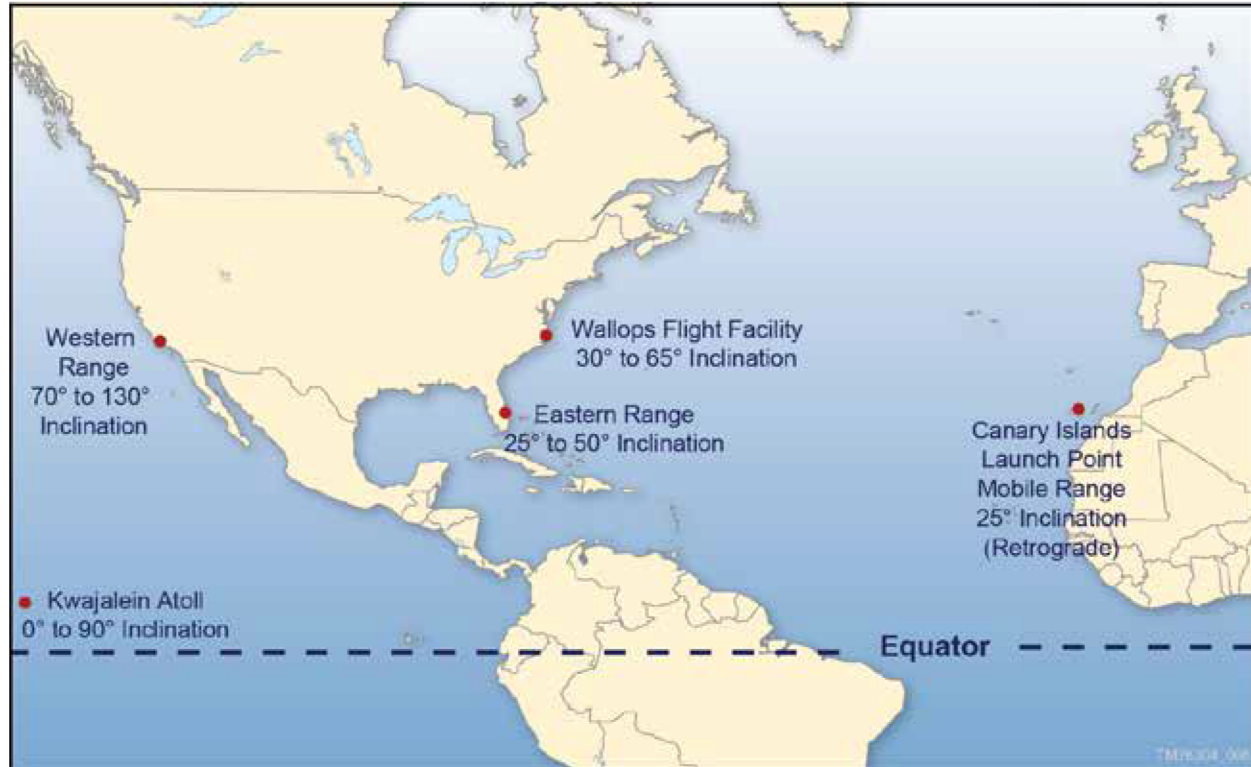 Western
Range
70° to 130°
Inclination
Wallops Flight Facility
30° to 65° Inclination
Eastern Range
25° to 50° Inclination
Canary Islands
Launch Point
Mobile Range
25° Inclination
(Retrograde)
Kwajalein Atoll
0° to 90° Inclination
Equator